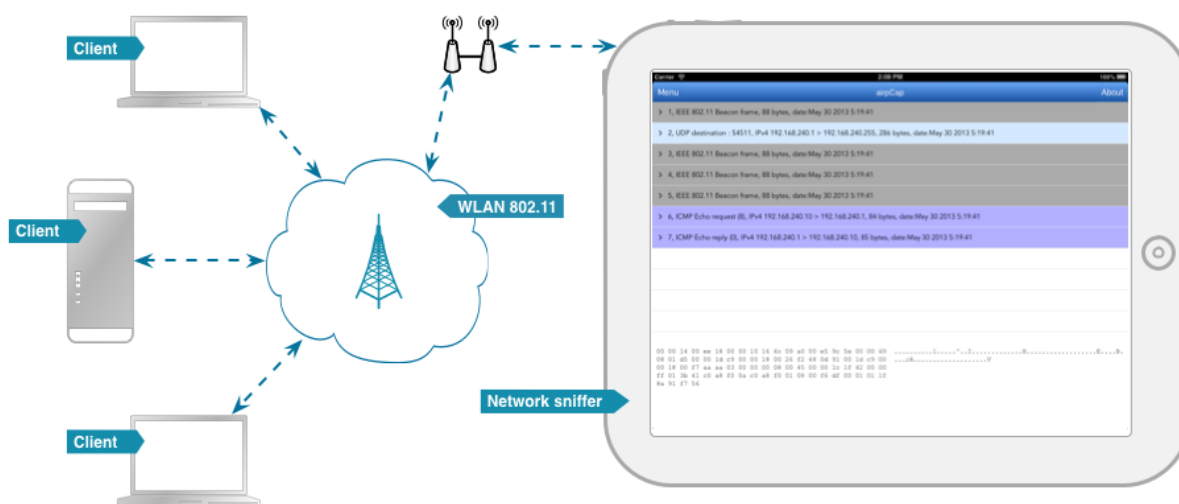 Client
Client
Client
WLAN 802.11
Network sniffer
Carrier 2:08 PM 100%
Menu airpCap About
> 1, IEEE 802.11 Beacon frame, 88 bytes, date:May 30 2013 5:19:41
> 2, UDP destination : 54511, IPv4 192.168.240.1 > 192.168.240.255, 286 bytes, date:May 30 2013 5:19:41
> 3, IEEE 802.11 Beacon frame, 88 bytes, date:May 30 2013 5:19:41
> 4, IEEE 802.11 Beacon frame, 88 bytes, date:May 30 2013 5:19:41
> 5, IEEE 802.11 Beacon frame, 88 bytes, date:May 30 2013 5:19:41
> 6, ICMP Echo request (8), IPv4 192.168.240.10 > 192.168.240.1, 84 bytes, date:May 30 2013 5:19:41
> 7, ICMP Echo reply (0), IPv4 192.168.240.1 > 192.168.240.10, 85 bytes, date:May 30 2013 5:19:41